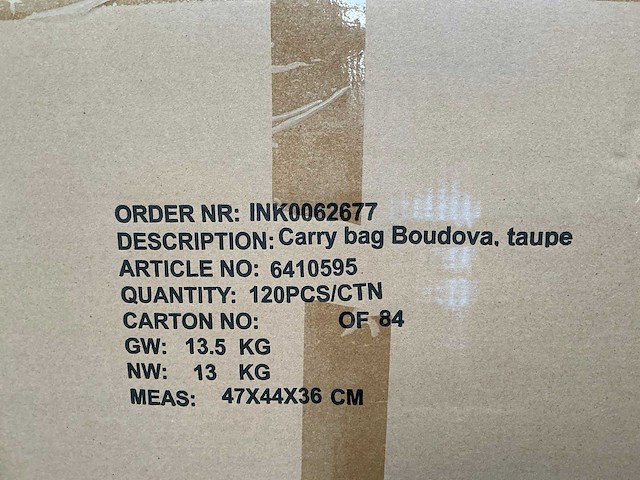 ORDER NR: INK0062677
DESCRIPTION: Carry bag Boudova, taupe
ARTICLE NO: 6410595
QUANTITY: 120PCS/CTN
CARTON NO: OF 84
GW: 13.5 KG
NW: 13 KG
MEAS: 47X44X36 CM